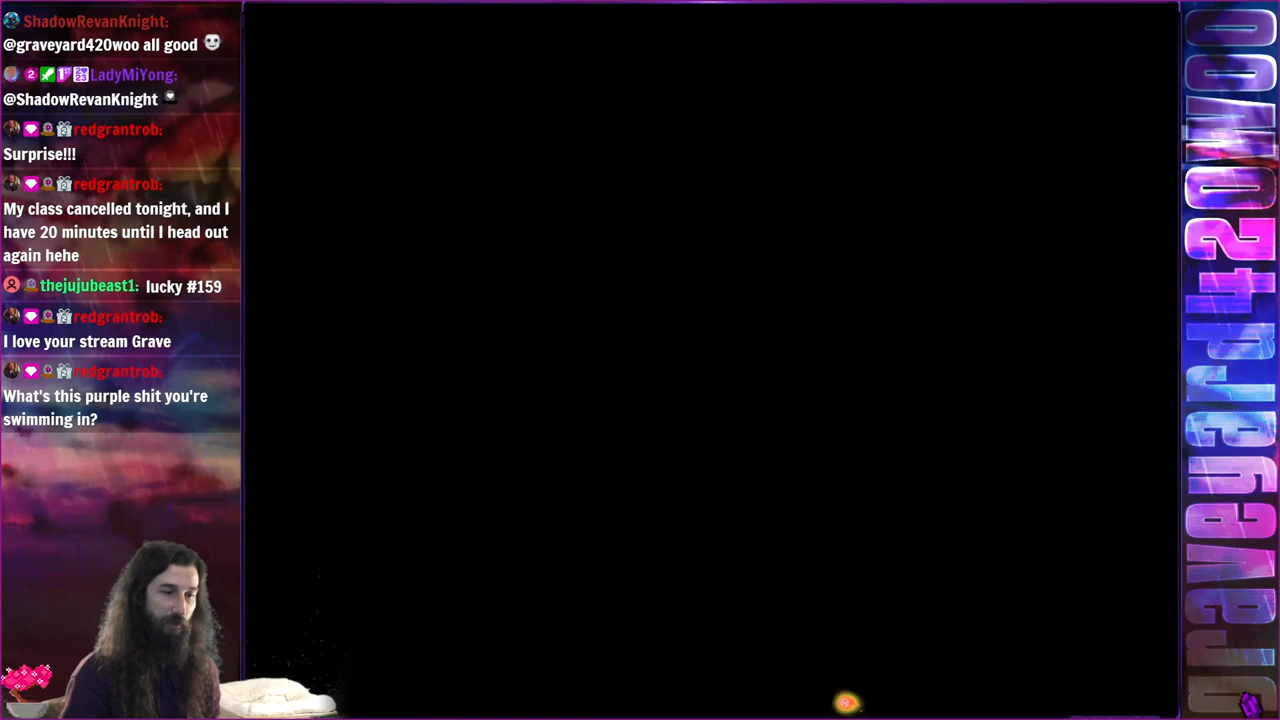 ShadowRevanKnight:
@graveyard420woo all good
LadyMiYong:
@ShadowRevanKnight
redgrantrob:
Surprise!!!
redgrantrob:
My class cancelled tonight, and I
have 20 minutes until I head out
again hehe
thejujubeast1: lucky #159
redgrantrob:
I love your stream Grave
redgrantrob:
What's this purple shit you're
swimming in?
Graveyard420Woo